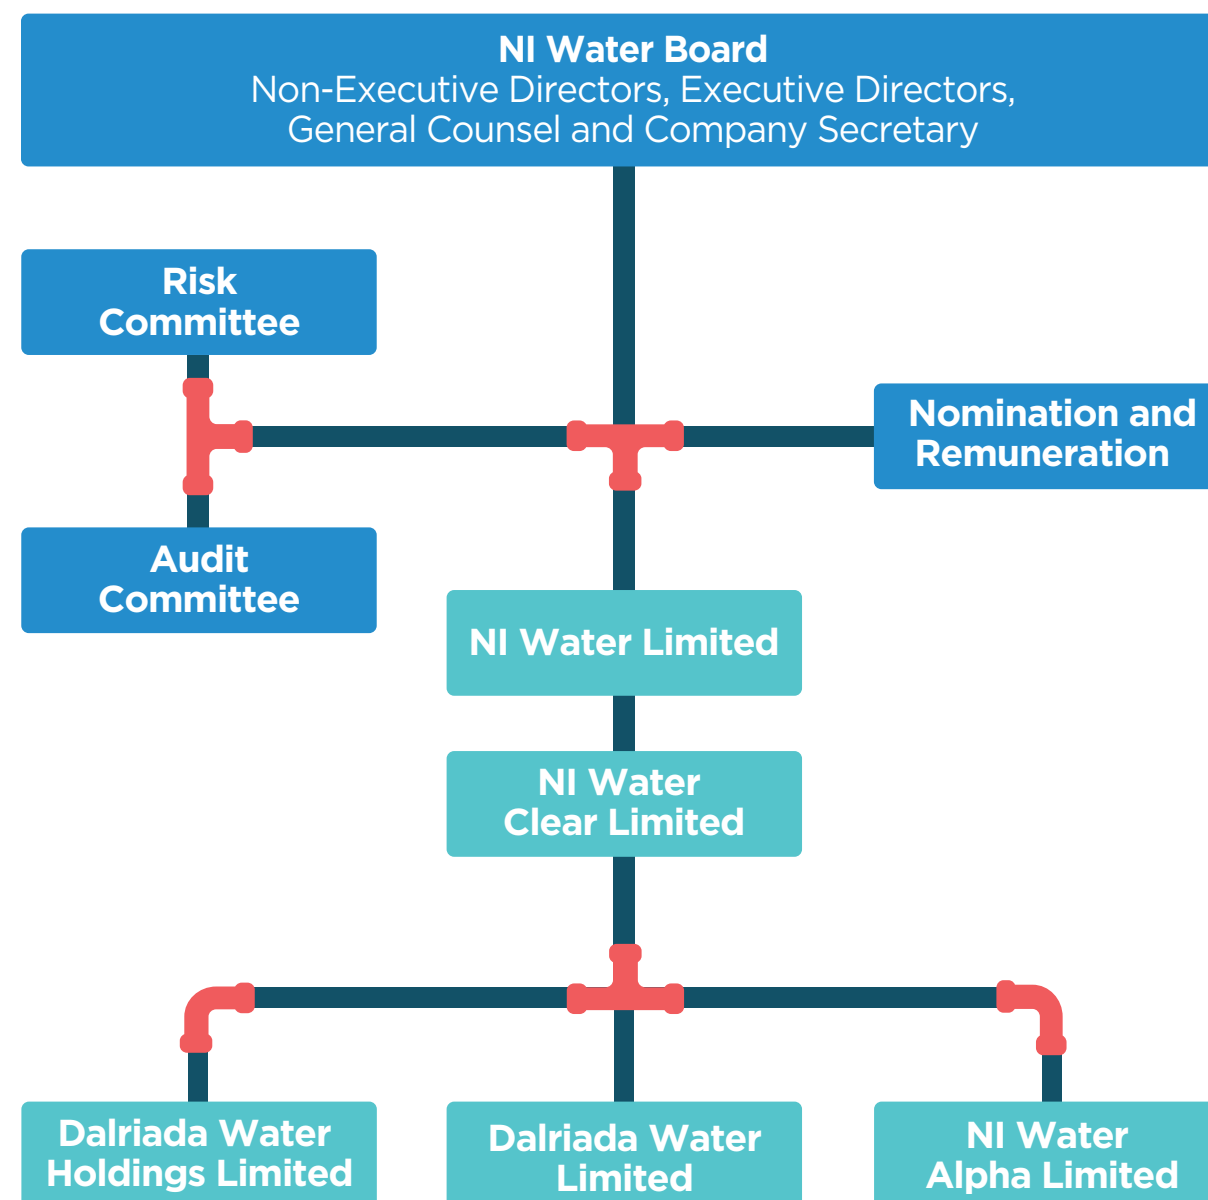 NI Water Board
Non-Executive Directors, Executive Directors,
General Counsel and Company Secretary
Risk
Committee
Nomination and
Remuneration
Audit
Committee
NI Water Limited
NI Water
Clear Limited
Dalriada Water
Holdings Limited
Dalriada Water
Limited
NI Water
Alpha Limited